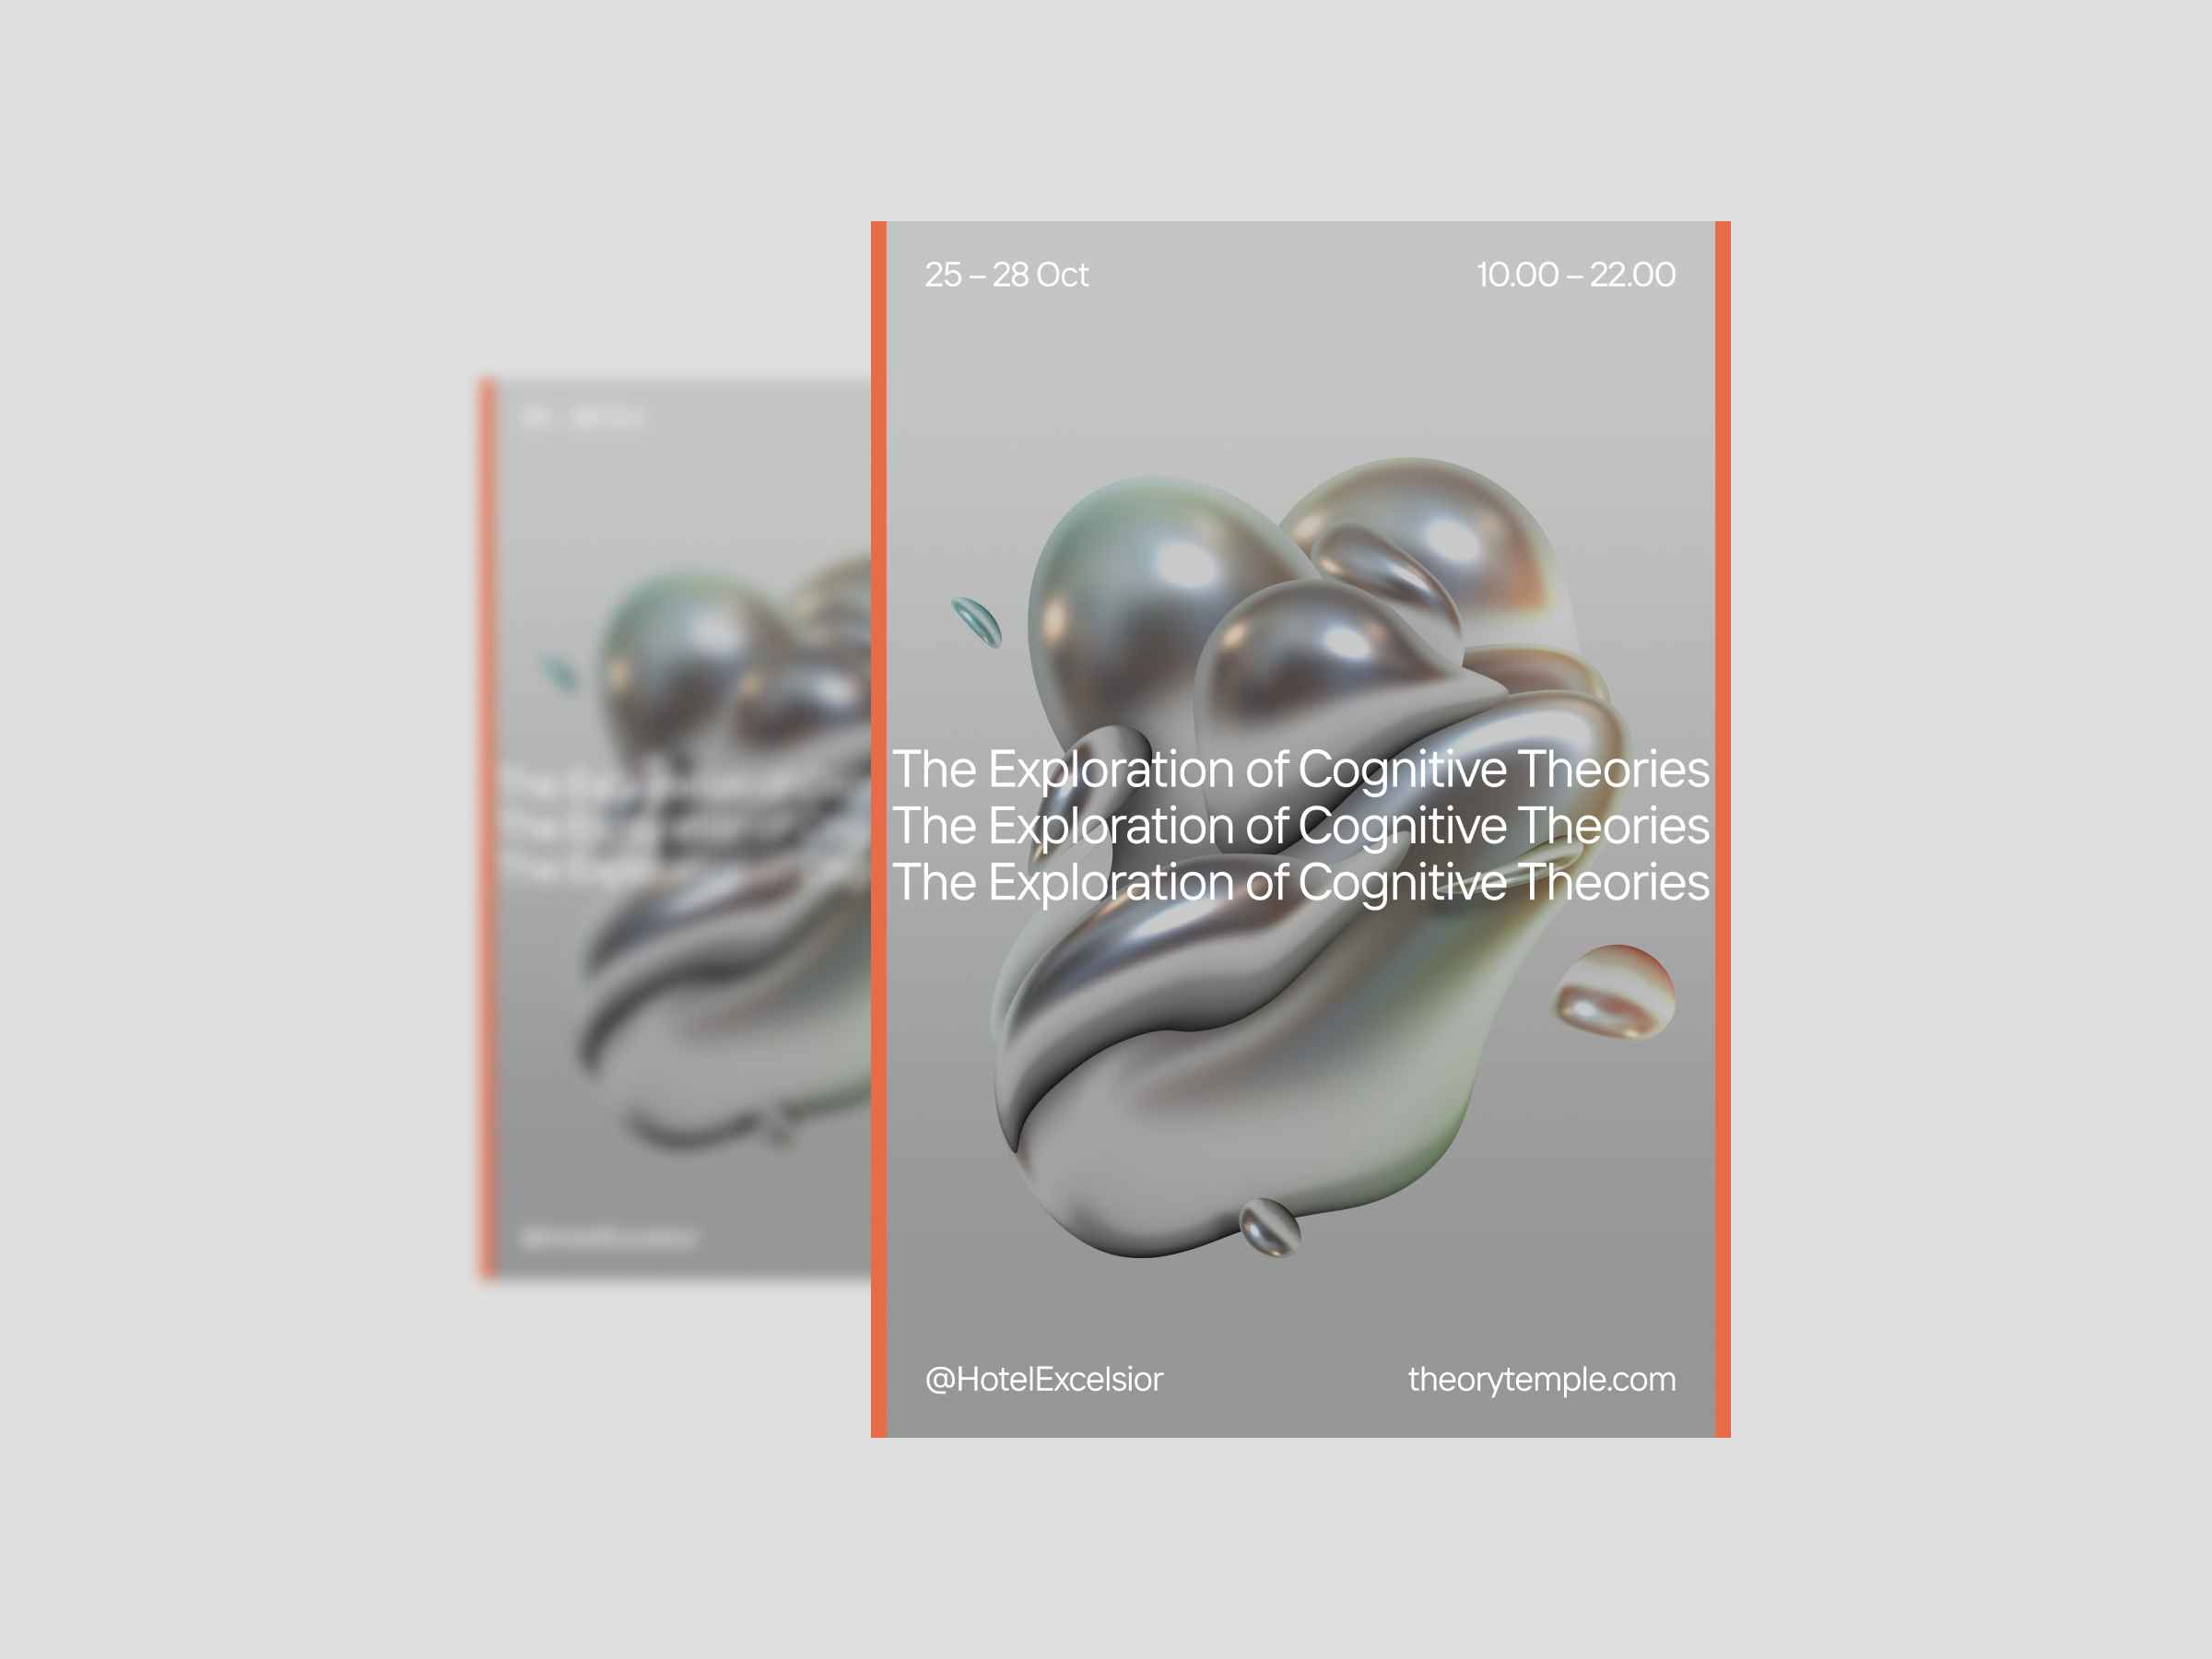 25 – 28 Oct
10.00 – 22.00
The Exploration of Cognitive Theories
The Exploration of Cognitive Theories
The Exploration of Cognitive Theories
@HotelExcelsior
theorytemple.com